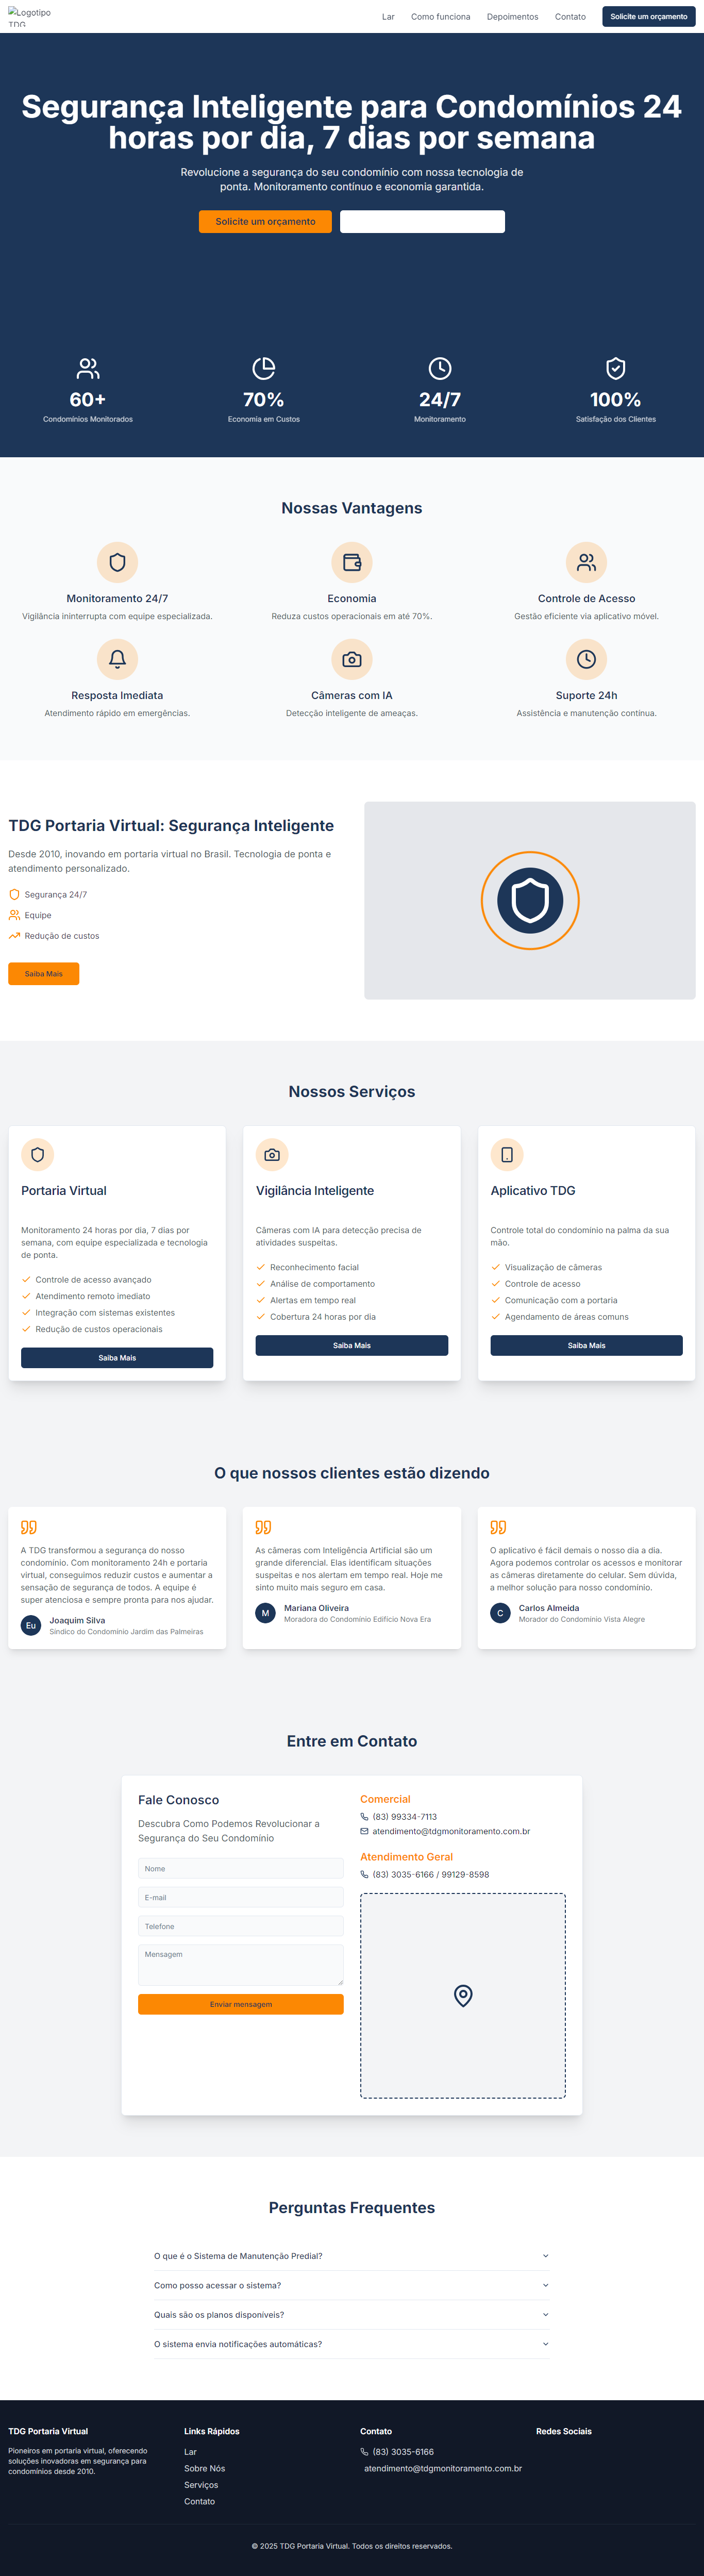 Logotipo
TDG
Lar
Como funciona
Depoimentos
Contato
Solicite um orçamento
Segurança Inteligente para Condomínios 24
horas por dia, 7 dias por semana
Revolucione a segurança do seu condomínio com nossa tecnologia de
ponta. Monitoramento contínuo e economia garantida.
Solicite um orçamento
60+
Condomínios Monitorados
70%
Economia em Custos
24/7
Monitoramento
100%
Satisfação dos Clientes
Nossas Vantagens
Monitoramento 24/7
Vigilância ininterrupta com equipe especializada.
Economia
Reduza custos operacionais em até 70%.
Controle de Acesso
Gestão eficiente via aplicativo móvel.
Resposta Imediata
Atendimento rápido em emergências.
Câmeras com IA
Detecção inteligente de ameaças.
Suporte 24h
Assistência e manutenção contínua.
TDG Portaria Virtual: Segurança Inteligente
Desde 2010, inovando em portaria virtual no Brasil. Tecnologia de ponta e
atendimento personalizado.
Segurança 24/7
Equipe
Redução de custos
Saiba Mais
Nossos Serviços
Portaria Virtual
Monitoramento 24 horas por dia, 7 dias por
semana, com equipe especializada e tecnologia
de ponta.
Controle de acesso avançado
Atendimento remoto imediato
Integração com sistemas existentes
Redução de custos operacionais
Saiba Mais
Vigilância Inteligente
Câmeras com IA para detecção precisa de
atividades suspeitas.
Reconhecimento facial
Análise de comportamento
Alertas em tempo real
Cobertura 24 horas por dia
Saiba Mais
Aplicativo TDG
Controle total do condomínio na palma da sua
mão.
Visualização de câmeras
Controle de acesso
Comunicação com a portaria
Agendamento de áreas comuns
Saiba Mais
O que nossos clientes estão dizendo
A TDG transformou a segurança do nosso
condomínio. Com monitoramento 24h e portaria
virtual, conseguimos reduzir custos e aumentar a
sensação de segurança de todos. A equipe é
super atenciosa e sempre pronta para nos ajudar.
Eu
Joaquim Silva
Síndico do Condomínio Jardim das Palmeiras
As câmeras com Inteligência Artificial são um
grande diferencial. Elas identificam situações
suspeitas e nos alertam em tempo real. Hoje me
sinto muito mais seguro em casa.
M
Mariana Oliveira
Moradora do Condomínio Edifício Nova Era
O aplicativo é fácil demais o nosso dia a dia.
Agora podemos controlar os acessos e monitorar
as câmeras diretamente do celular. Sem dúvida,
a melhor solução para nosso condomínio.
C
Carlos Almeida
Morador do Condomínio Vista Alegre
Entre em Contato
Fale Conosco
Descubra Como Podemos Revolucionar a
Segurança do Seu Condomínio
Nome
E-mail
Telefone
Mensagem
Enviar mensagem
Comercial
(83) 99334-7113
atendimento@tdgmonitoramento.com.br
Atendimento Geral
(83) 3035-6166 / 99129-8598
Perguntas Frequentes
O que é o Sistema de Manutenção Predial?
Como posso acessar o sistema?
Quais são os planos disponíveis?
O sistema envia notificações automáticas?
TDG Portaria Virtual
Pioneiros em portaria virtual, oferecendo
soluções inovadoras em segurança para
condomínios desde 2010.
Links Rápidos
Lar
Sobre Nós
Serviços
Contato
Contato
(83) 3035-6166
atendimento@tdgmonitoramento.com.br
Redes Sociais
© 2025 TDG Portaria Virtual. Todos os direitos reservados.